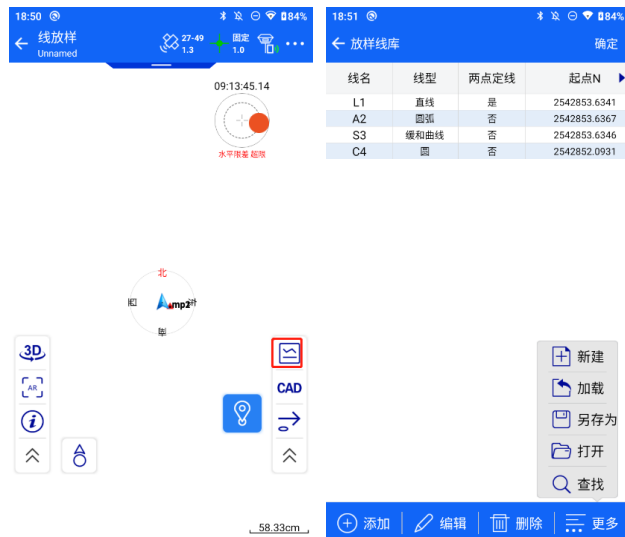 18:50
84%
线放样
Unnamed
27-49
1.3
固定
1.0
09:13:45.14
水平限差 超限
北
西
mp2
东
南
3D
AR
CAD
58.33cm
18:51
84%
放样线库
确定
线名 线型 两点定线 起点N
L1 直线 是 2542853.6341
A2 圆弧 否 2542853.6367
S3 缓和曲线 否 2542853.6346
C4 圆 否 2542852.0931
新建
加载
另存为
打开
查找
添加 编辑 删除 更多